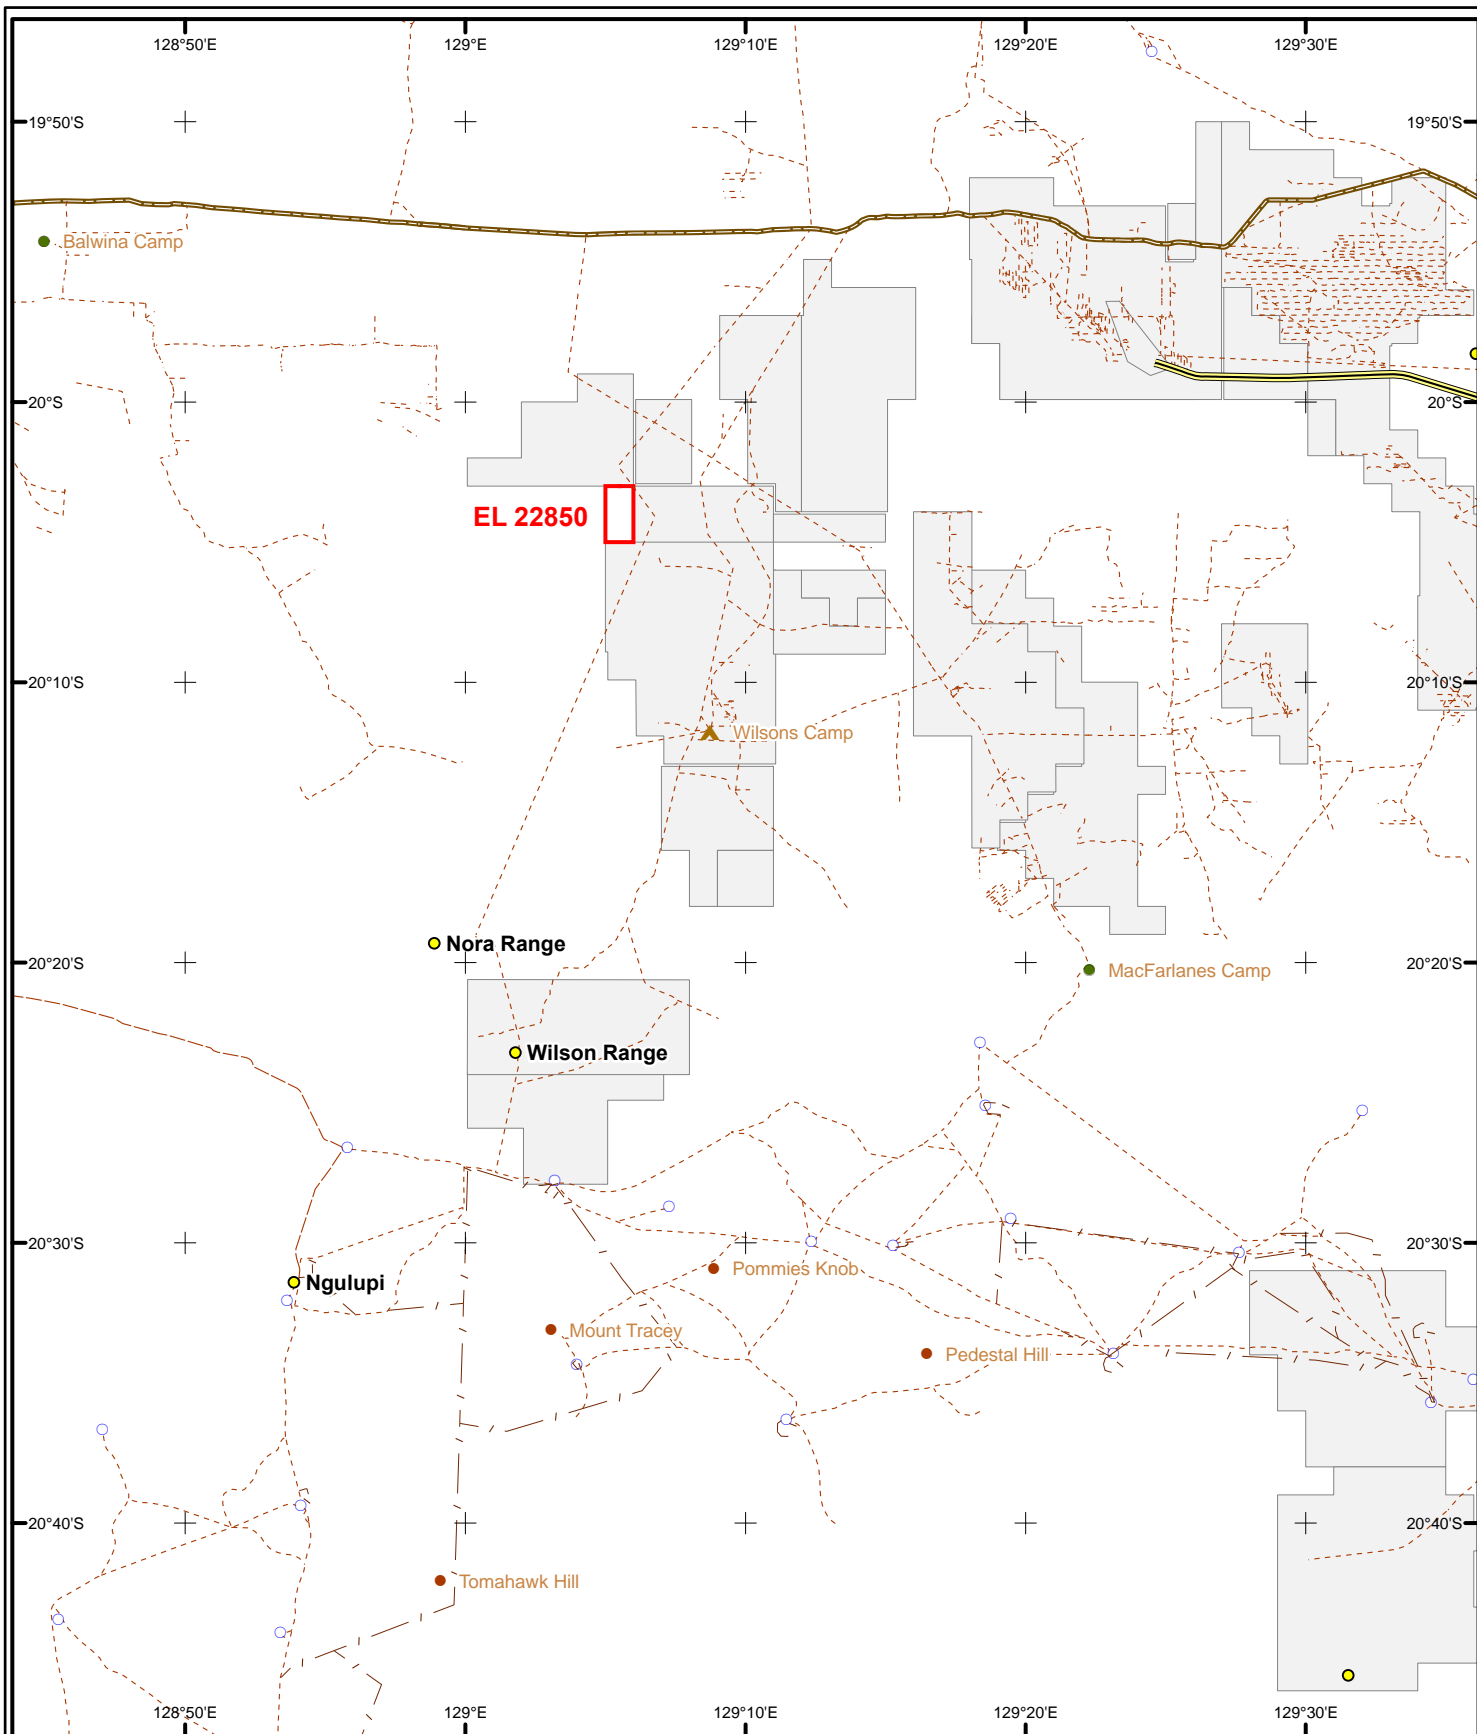 128°50'E 129°E 129°10'E 129°20'E 129°30'E
19°50'S 19°50'S
Balwina Camp
20°S 20°S
EL 22850
20°10'S 20°10'S
Wilsons Camp
Nora Range
20°20'S 20°20'S
MacFarlanes Camp
Wilson Range
20°30'S 20°30'S
Pommies Knob
Ngulupi
Mount Tracey
Pedestal Hill
20°40'S 20°40'S
Tomahawk Hill
128°50'E 129°E 129°10'E 129°20'E 129°30'E